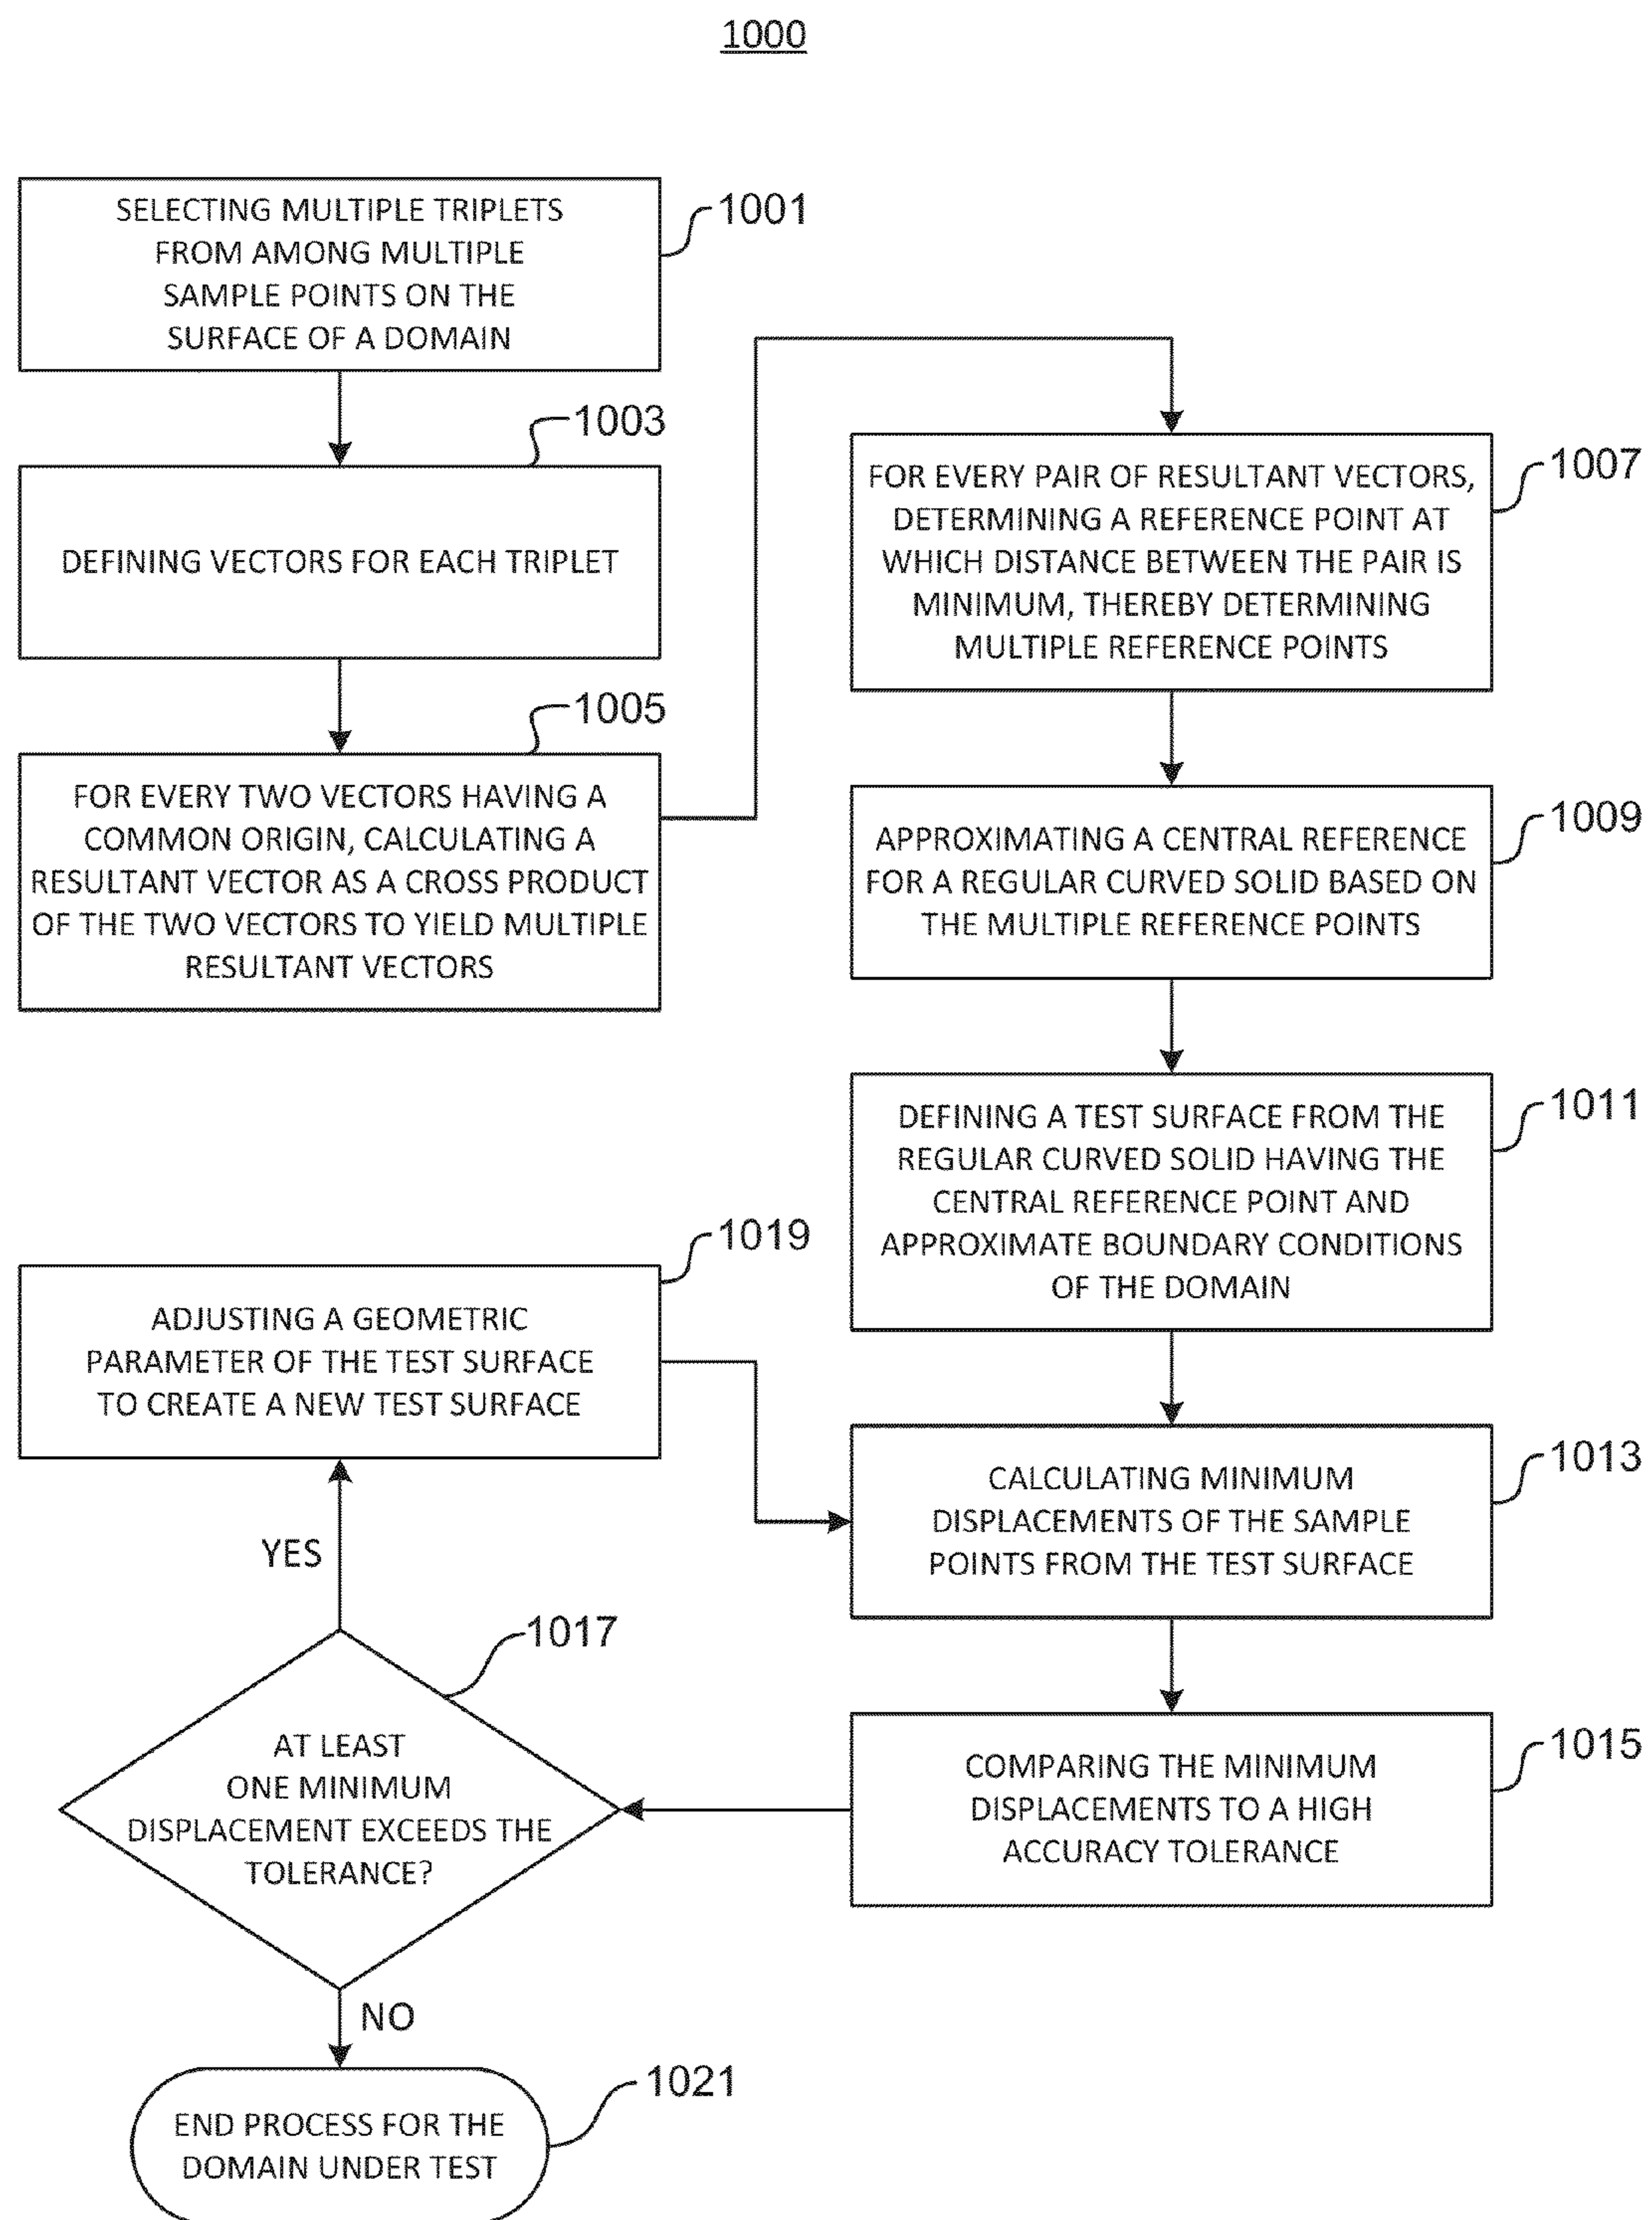 1000
SELECTING MULTIPLE TRIPLETS
FROM AMONG MULTIPLE
SAMPLE POINTS ON THE
SURFACE OF A DOMAIN
1001
1003
DEFINING VECTORS FOR EACH TRIPLET
1005
FOR EVERY TWO VECTORS HAVING A
COMMON ORIGIN, CALCULATING A
RESULTANT VECTOR AS A CROSS PRODUCT
OF THE TWO VECTORS TO YIELD MULTIPLE
RESULTANT VECTORS
1007
FOR EVERY PAIR OF RESULTANT VECTORS,
DETERMINING A REFERENCE POINT AT
WHICH DISTANCE BETWEEN THE PAIR IS
MINIMUM, THEREBY DETERMINING
MULTIPLE REFERENCE POINTS
1009
APPROXIMATING A CENTRAL REFERENCE
FOR A REGULAR CURVED SOLID BASED ON
THE MULTIPLE REFERENCE POINTS
1011
DEFINING A TEST SURFACE FROM THE
REGULAR CURVED SOLID HAVING THE
CENTRAL REFERENCE POINT AND
APPROXIMATE BOUNDARY CONDITIONS
OF THE DOMAIN
1013
CALCULATING MINIMUM
DISPLACEMENTS OF THE SAMPLE
POINTS FROM THE TEST SURFACE
1015
COMPARING THE MINIMUM
DISPLACEMENTS TO A HIGH
ACCURACY TOLERANCE
1017
AT LEAST
ONE MINIMUM
DISPLACEMENT EXCEEDS THE
TOLERANCE?
YES
1019
ADJUSTING A GEOMETRIC
PARAMETER OF THE TEST SURFACE
TO CREATE A NEW TEST SURFACE
NO
1021
END PROCESS FOR THE
DOMAIN UNDER TEST